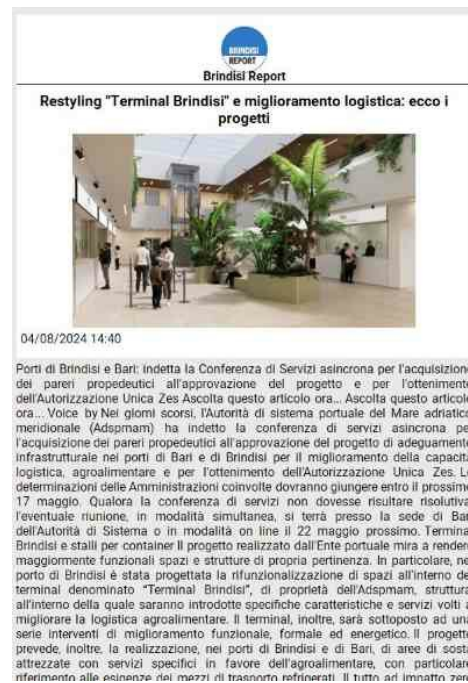 BRINDISI
REPORT
Brindisi Report
Restyling "Terminal Brindisi" e miglioramento logistica: ecco i
progetti
04/08/2024 14:40
Porti di Brindisi e Bari: indetta la Conferenza di Servizi asincrona per l'acquisizione
dei pareri propedeutici all'approvazione del progetto e per l'ottenimento
dell'Autorizzazione Unica Zes Ascolta questo articolo ora... Ascolta questo articolo
ora... Voice by Nei giorni scorsi, l'Autorità di sistema portuale del Mare adriatico
meridionale (Adspmam) ha indetto la conferenza di servizi asincrona per
l'acquisizione dei pareri propedeutici all'approvazione del progetto di adeguamento
infrastrutturale nei porti di Bari e di Brindisi per il miglioramento della capacità
logistica, agroalimentare e per l'ottenimento dell'Autorizzazione Unica Zes. Le
determinazioni delle Amministrazioni coinvolte dovranno giungere entro il prossimo
17 maggio. Qualora la conferenza di servizi non dovesse risultare risolutiva
l'eventuale riunione, in modalità simultanea, si terrà presso la sede di Bari
dell'Autorità di Sistema o in modalità on line il 22 maggio prossimo. Terminal
Brindisi e stalli per container Il progetto realizzato dall'Ente portuale mira a rendere
maggiormente funzionali spazi e strutture di propria pertinenza. In particolare, nel
porto di Brindisi è stata progettata la rifunzionalizzazione di spazi all'interno del
terminal denominato "Terminal Brindisi", di proprietà dell'Adspmam, struttura
all'interno della quale saranno introdotte specifiche caratteristiche e servizi volti a
migliorare la logistica agroalimentare. Il terminal, inoltre, sarà sottoposto ad una
serie interventi di miglioramento funzionale, formale ed energetico. Il progetto
prevede, inoltre, la realizzazione, nei porti di Brindisi e di Bari, di aree di sosta
attrezzate con servizi specifici in favore dell'agroalimentare, con particolare
riferimento alle esigenze dei mezzi di trasporto refrigerati. Il tutto ad impatto zero